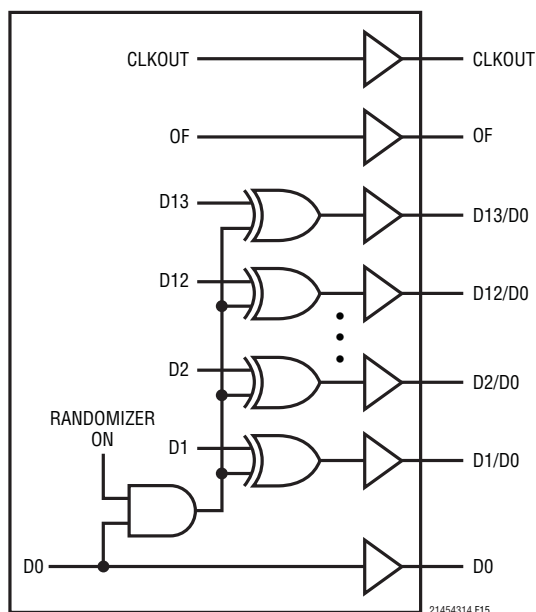 CLKOUT CLKOUT
OF OF
D13 D13/D0
D12 D12/D0
D2 D2/D0
RANDOMIZER
ON
D1 D1/D0
D0 D0
21454314 F15